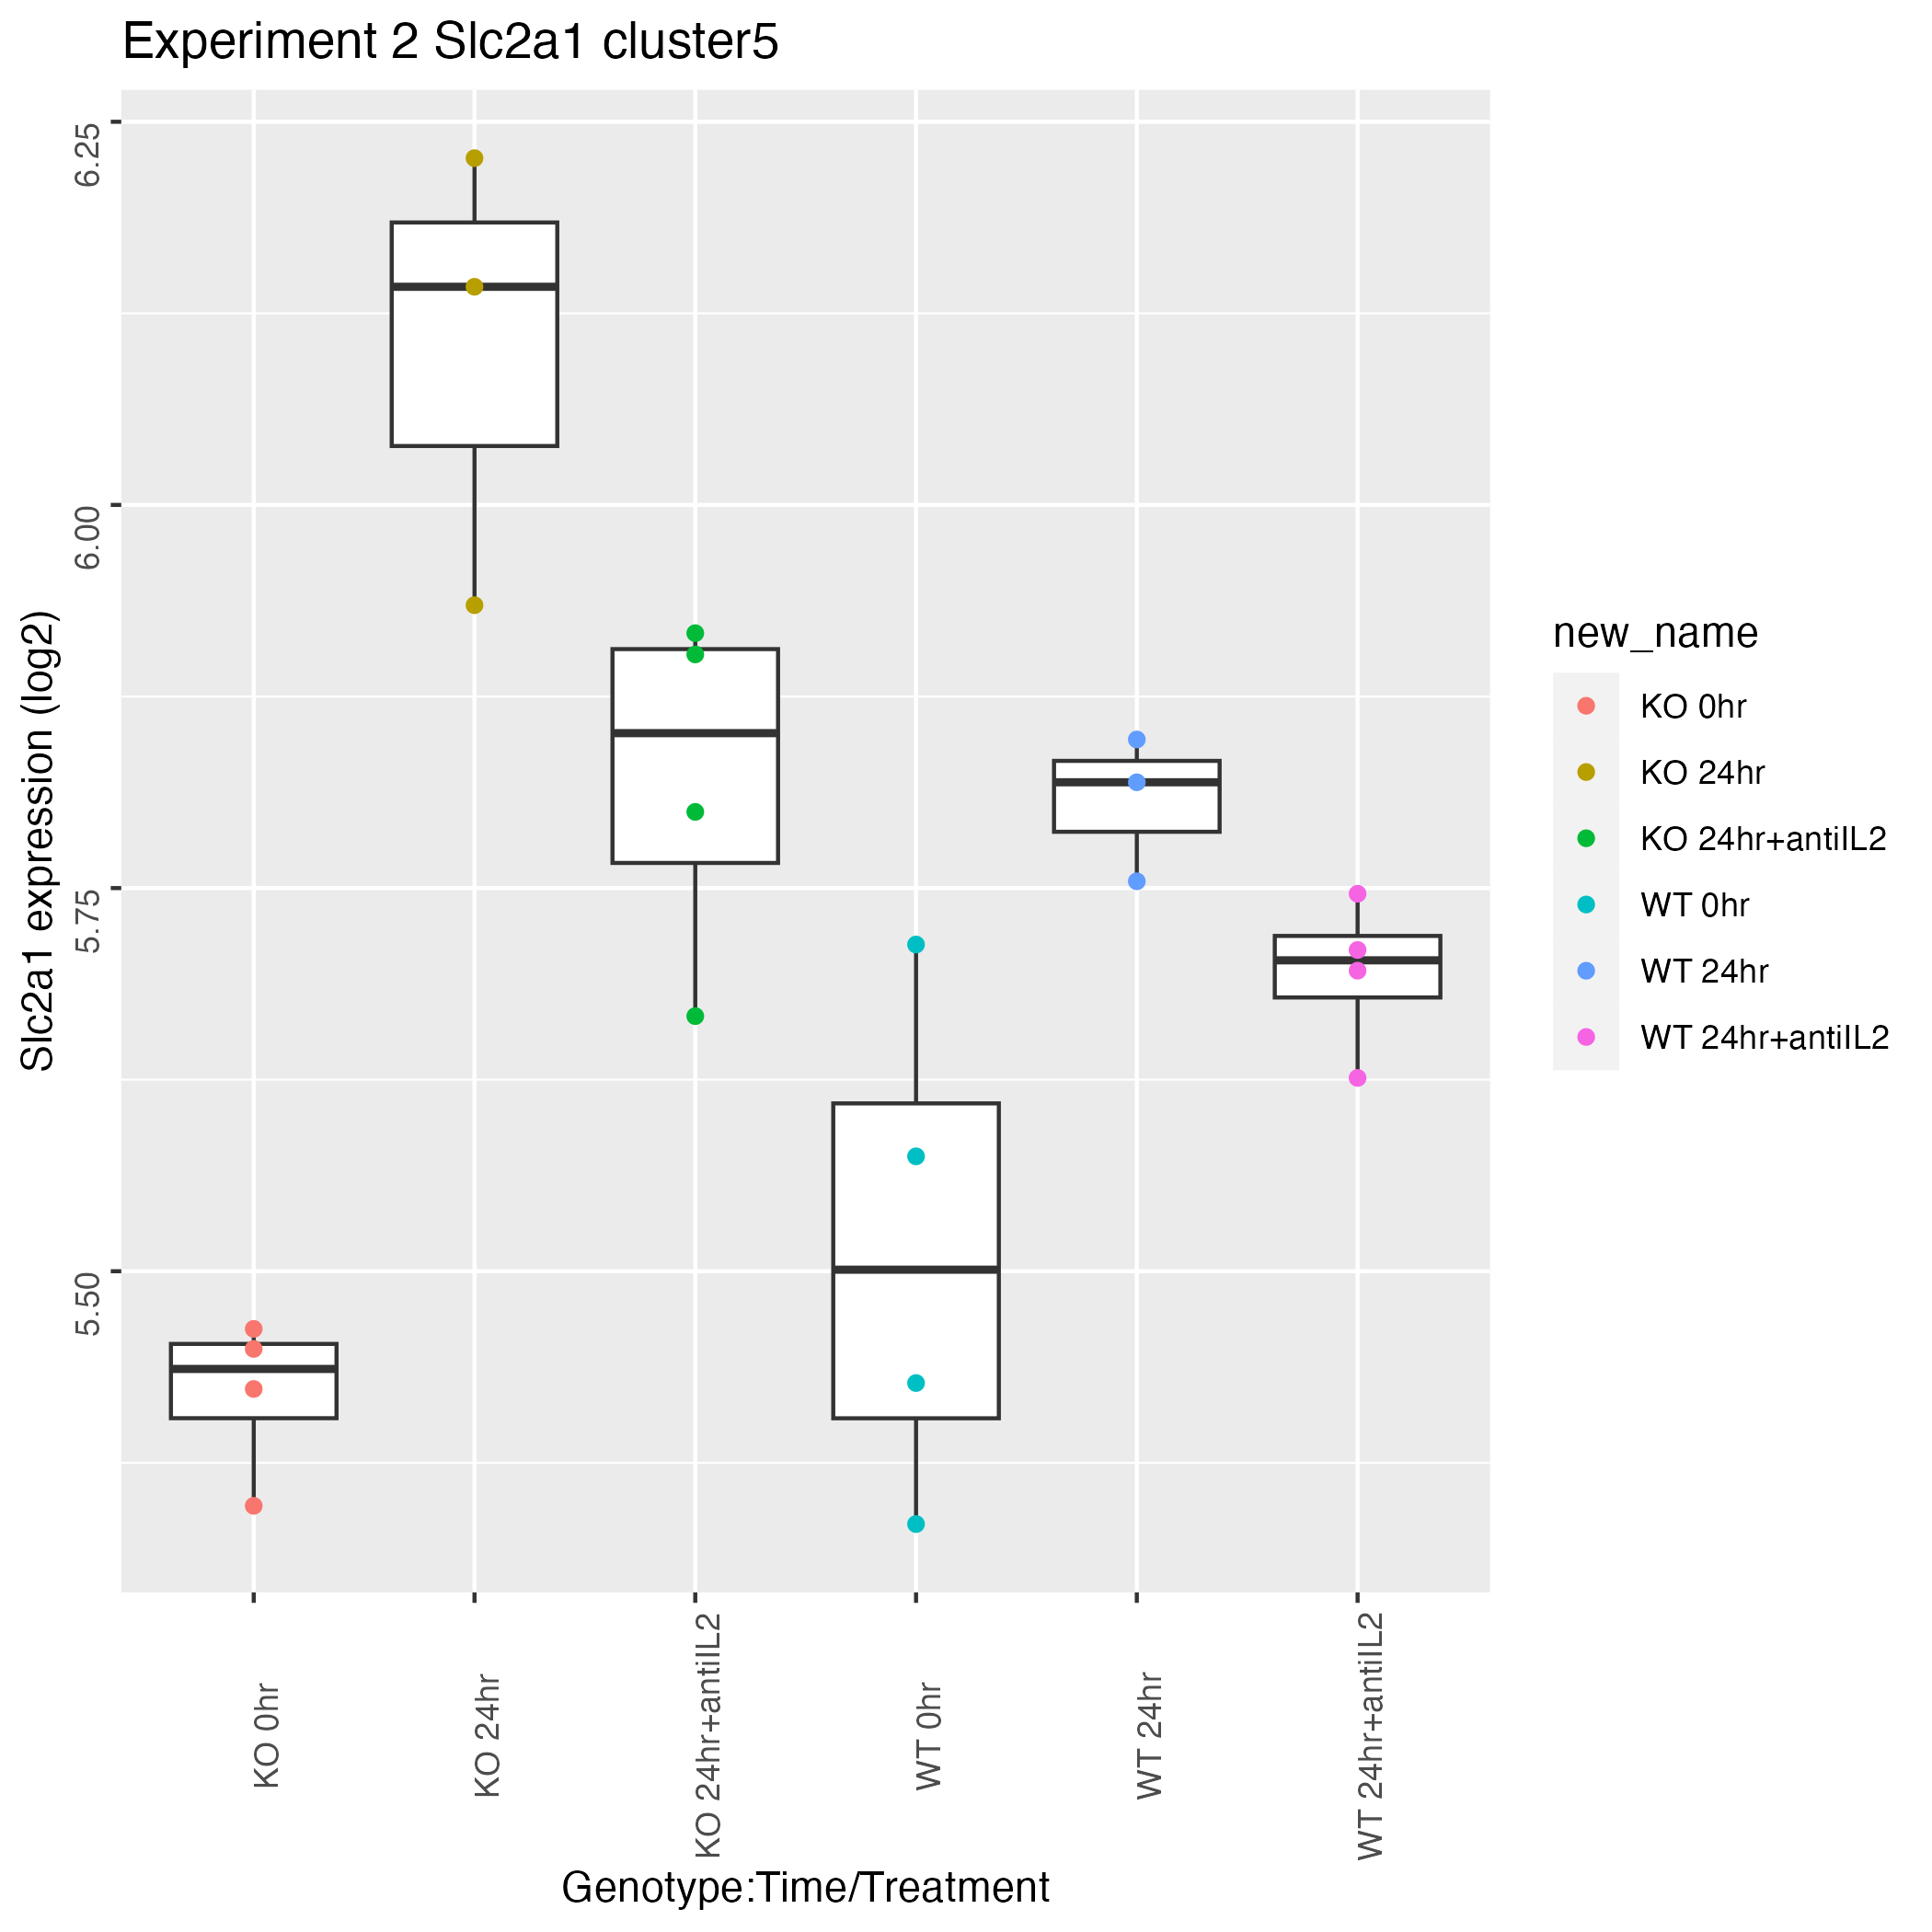 Experiment 2 Slc2a1 cluster5
Slc2a1 expression (log2)
6.25
6.00
5.75
5.50
KO 0hr
KO 24hr
KO 24hr+antiIL2
WT 0hr
WT 24hr
WT 24hr+antiIL2
Genotype:Time/Treatment
new_name
KO 0hr
KO 24hr
KO 24hr+antiIL2
WT 0hr
WT 24hr
WT 24hr+antiIL2